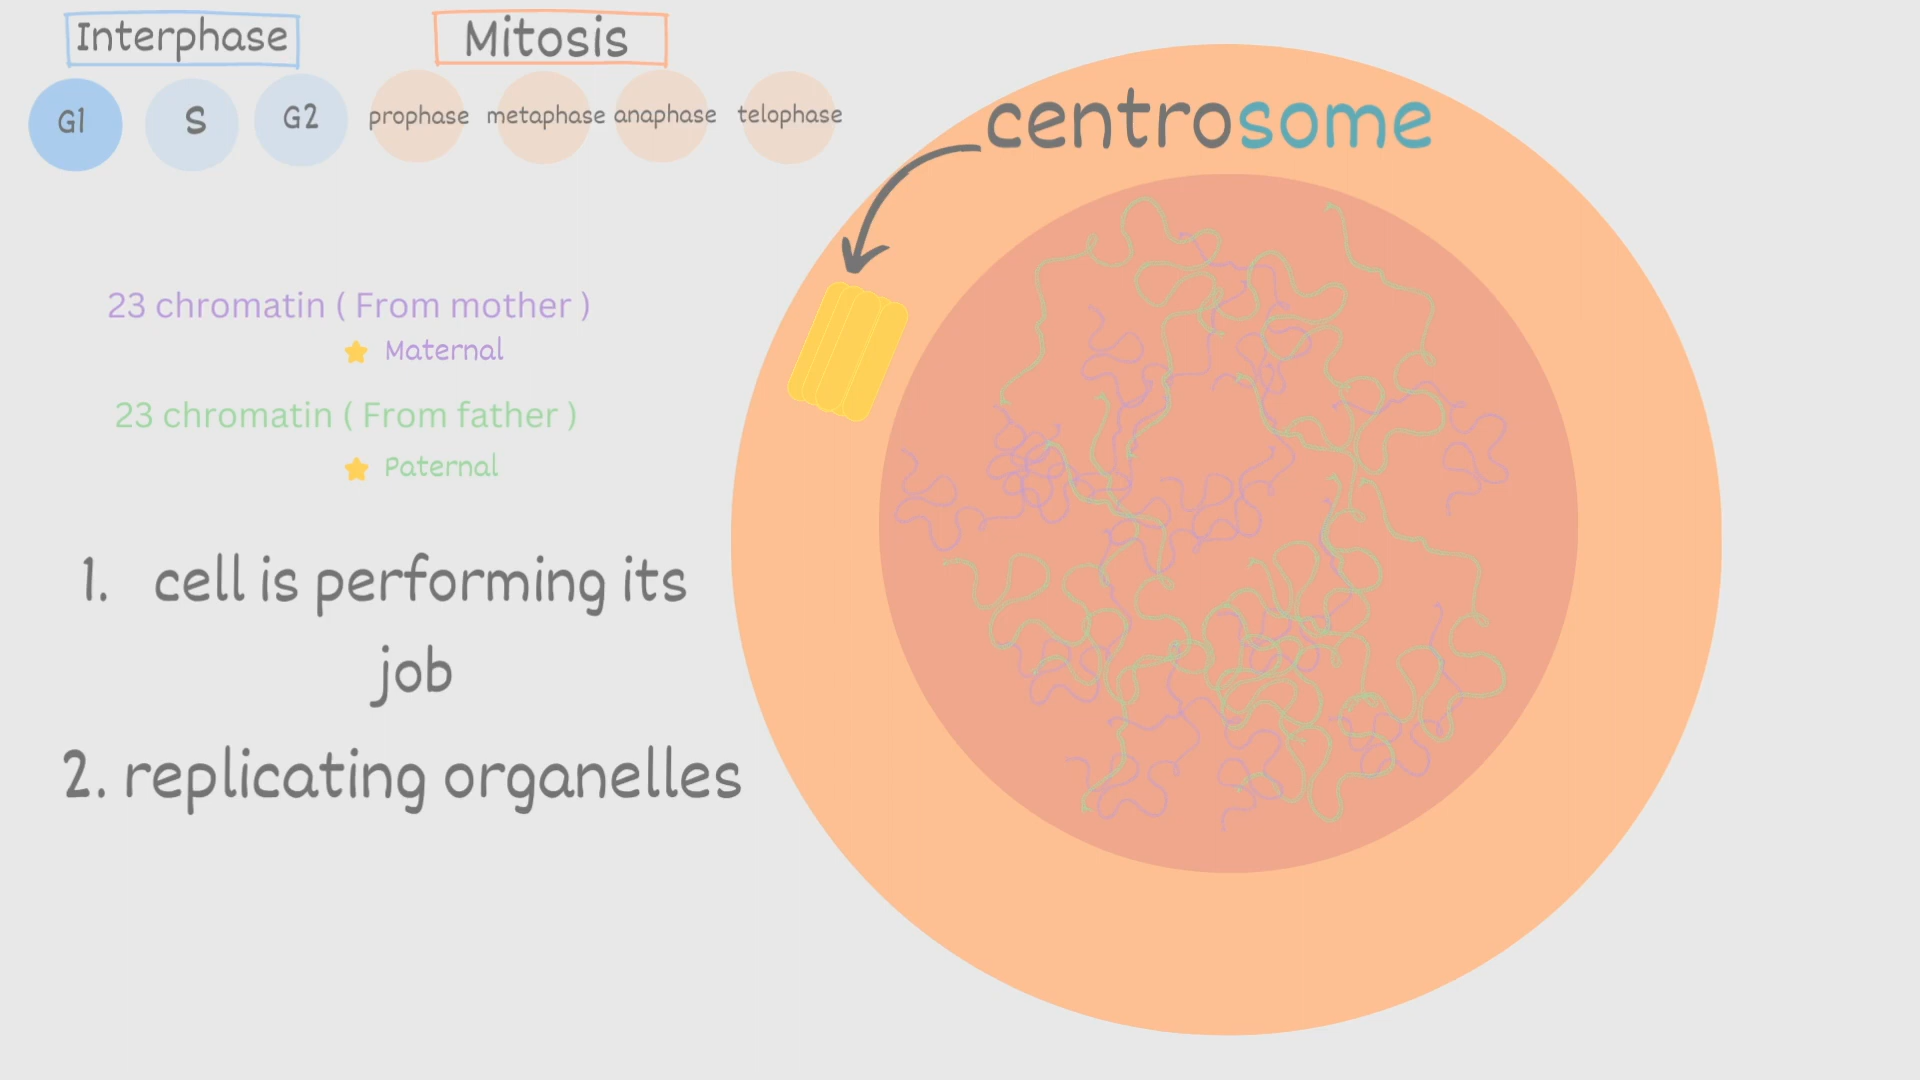 Interphase
Mitosis
G1
S
G2
prophase
metaphase
anaphase
telophase
centrosome
23 chromatin ( From mother )
Maternal
23 chromatin ( From father )
Paternal
1. cell is performing its
job
2. replicating organelles